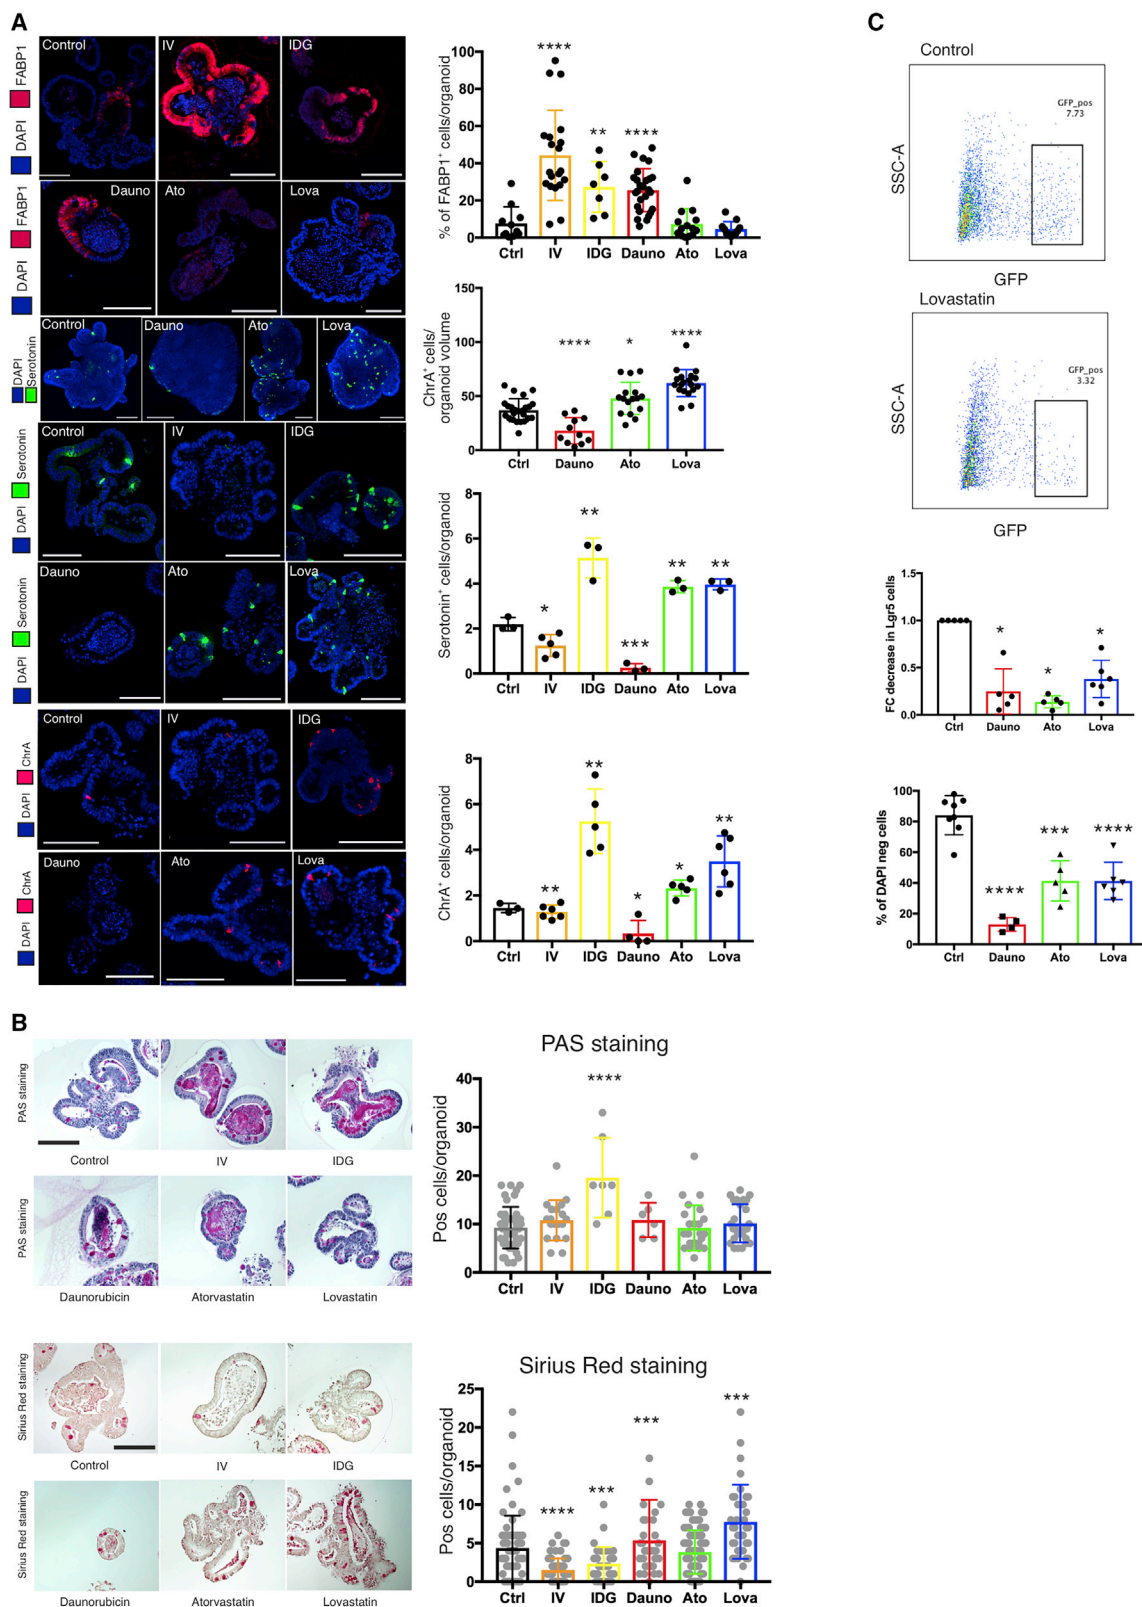 A
Control
IV
IDG
DAPI FABP1
Dauno
Ato
Lova
DAPI FABP1
Control
Dauno
Ato
Lova
DAPI
Serotonin
Control
IV
IDG
DAPI Serotonin
Dauno
Ato
Lova
DAPI Serotonin
Control
IV
IDG
DAPI ChrA
Dauno
Ato
Lova
DAPI ChrA
% of FABP1+ cells/organoid
100
80
60
40
20
0
****
**
****
Ctrl IV IDG Dauno Ato Lova
ChrA+ cells/
organoid volume
150
100
50
0
****
*
****
Ctrl Dauno Ato Lova
Serotonin+ cells/organoid
8
6
4
2
0
*
**
***
**
**
Ctrl IV IDG Dauno Ato Lova
ChrA+ cells/organoid
8
6
4
2
0
**
**
*
*
**
Ctrl IV IDG Dauno Ato Lova
C
Control
GFP_pos
7.73
SSC-A
GFP
Lovastatin
GFP_pos
3.32
SSC-A
GFP
FC decrease in Lgr5 cells
1.5
1.0
0.5
0.0
*
*
*
Ctrl Dauno Ato Lova
% of DAPI neg cells
100
80
60
40
20
0
****
***
****
Ctrl Dauno Ato Lova
B
PAS staining
Control IV IDG
PAS staining
Daunorubicin Atorvastatin Lovastatin
Sirius Red staining
Control IV IDG
Sirius Red staining
Daunorubicin Atorvastatin Lovastatin
PAS staining
Pos cells/organoid
40
30
20
10
0
****
Ctrl IV IDG Dauno Ato Lova
Sirius Red staining
Pos cells/organoid
25
20
15
10
5
0
****
***
***
***
Ctrl IV IDG Dauno Ato Lova